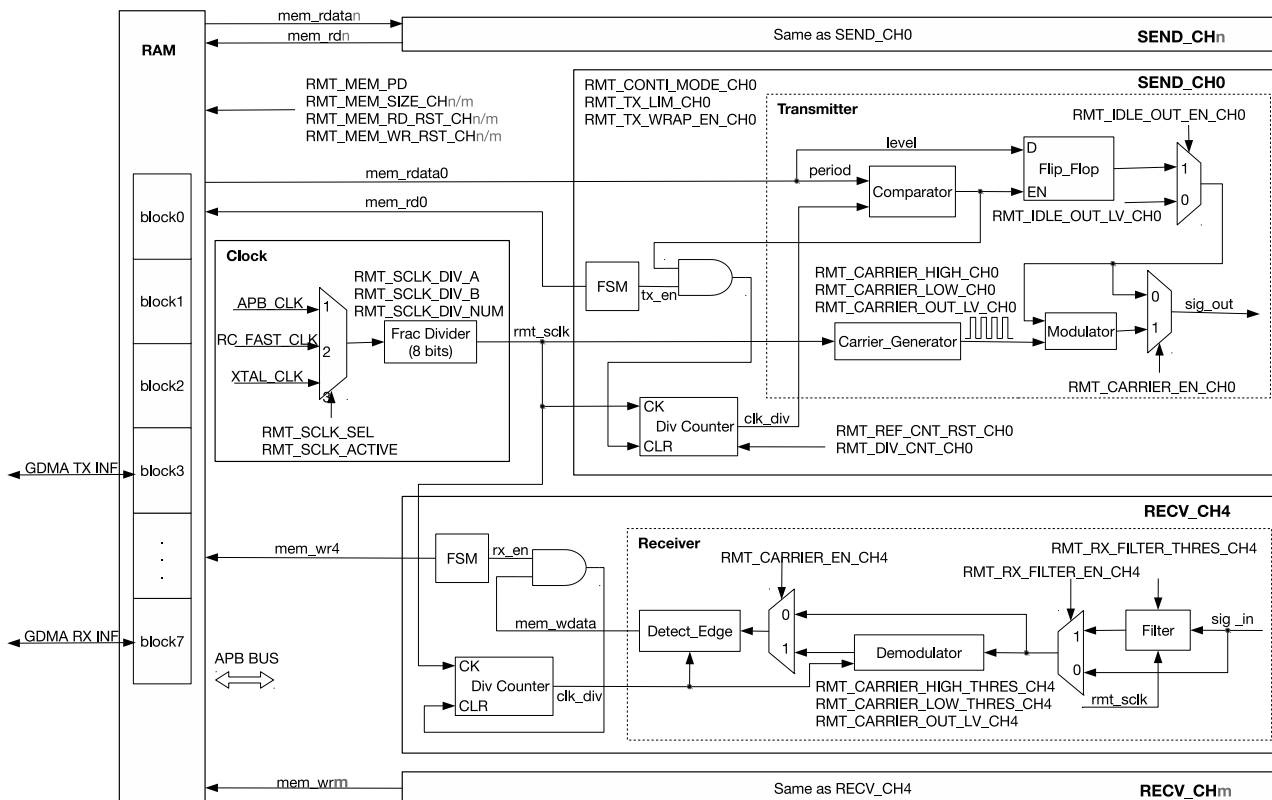 RAM
mem_rdatan
mem_rdn
Same as SEND_CH0
SEND_CHn
RMT_MEM_PD
RMT_MEM_SIZE_CHn/m
RMT_MEM_RD_RST_CHn/m
RMT_MEM_WR_RST_CHn/m
SEND_CH0
RMT_CONTI_MODE_CH0
RMT_TX_LIM_CH0
RMT_TX_WRAP_EN_CH0
Transmitter
RMT_IDLE_OUT_EN_CH0
level
D
Flip_Flop
EN
1
0
RMT_IDLE_OUT_LV_CH0
mem_rdata0
period
Comparator
mem_rd0
block0
block1
block2
block3
.
.
.
block7
Clock
RMT_SCLK_DIV_A
RMT_SCLK_DIV_B
RMT_SCLK_DIV_NUM
APB_CLK
RC_FAST_CLK
XTAL_CLK
1
2
3
Frac Divider
(8 bits)
rmt_sclk
RMT_SCLK_SEL
RMT_SCLK_ACTIVE
FSM
tx_en
RMT_CARRIER_HIGH_CH0
RMT_CARRIER_LOW_CH0
RMT_CARRIER_OUT_LV_CH0
Carrier_Generator
Modulator
0
1
sig_out
RMT_CARRIER_EN_CH0
CK
Div Counter
CLR
clk_div
RMT_REF_CNT_RST_CH0
RMT_DIV_CNT_CH0
GDMA TX INF
GDMA RX INF
APB BUS
RECV_CH4
mem_wr4
FSM
rx_en
Receiver
RMT_CARRIER_EN_CH4
RMT_RX_FILTER_THRES_CH4
RMT_RX_FILTER_EN_CH4
mem_wdata
Detect_Edge
0
1
Demodulator
1
0
Filter
sig_in
rmt_sclk
CK
Div Counter
CLR
clk_div
RMT_CARRIER_HIGH_THRES_CH4
RMT_CARRIER_LOW_THRES_CH4
RMT_CARRIER_OUT_LV_CH4
mem_wrm
Same as RECV_CH4
RECV_CHm